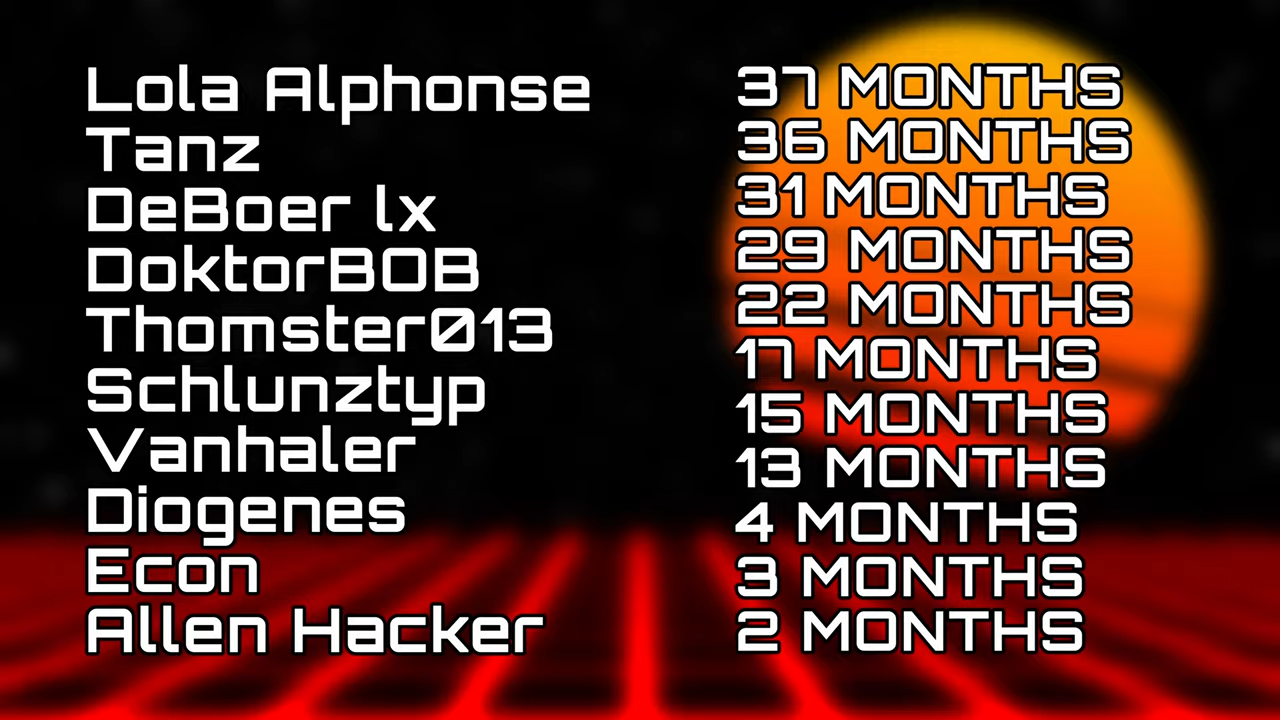 Lola Alphonse
Tanz
DeBoer lx
DoktorBOB
Thomster013
Schlunztyp
Vanhaler
Diogenes
Econ
Allen Hacker
37 MONTHS
36 MONTHS
31 MONTHS
29 MONTHS
22 MONTHS
17 MONTHS
15 MONTHS
13 MONTHS
4 MONTHS
3 MONTHS
2 MONTHS